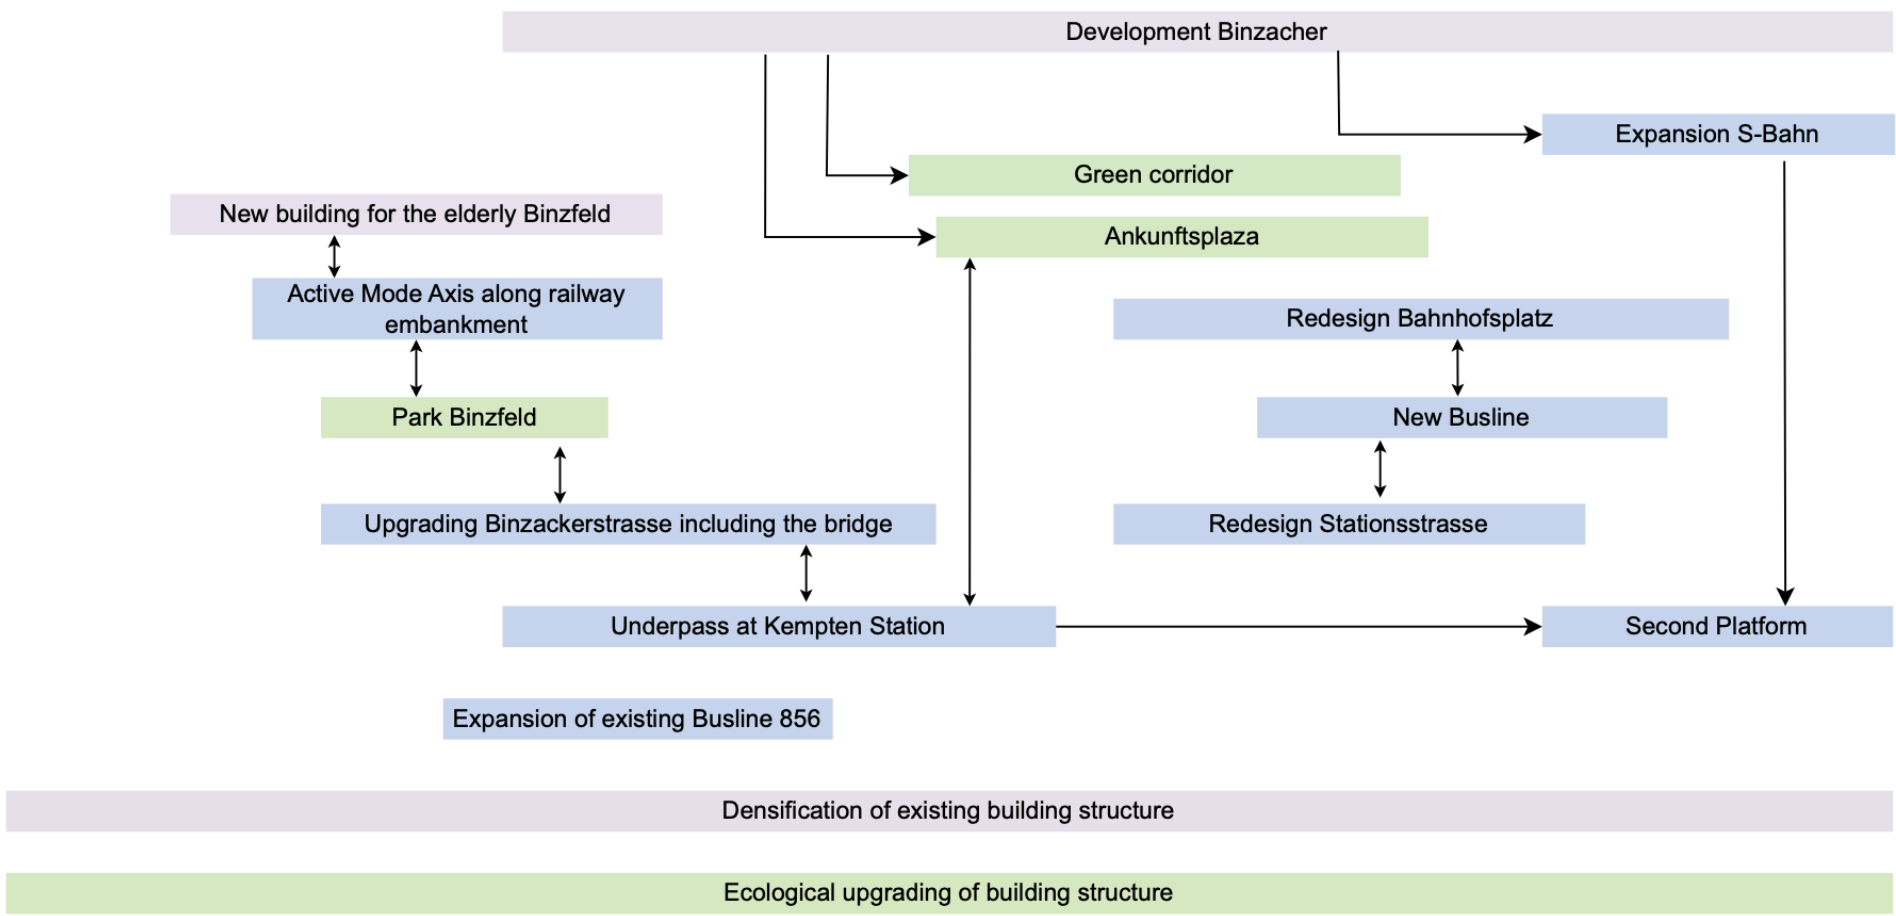 Development Binzacher
Expansion S-Bahn
Green corridor
New building for the elderly Binzfeld
Ankunftsplaza
Active Mode Axis along railway
embankment
Redesign Bahnhofsplatz
Park Binzfeld
New Busline
Upgrading Binzackerstrasse including the bridge
Redesign Stationsstrasse
Underpass at Kempten Station
Second Platform
Expansion of existing Busline 856
Densification of existing building structure
Ecological upgrading of building structure